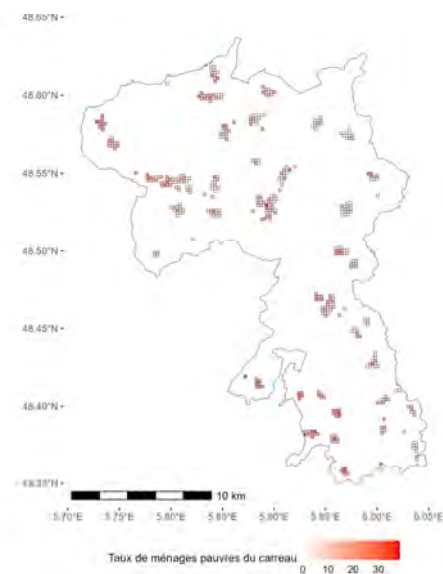 48.65°N
48.60°N
48.55°N
48.50°N
48.45°N
48.40°N
48.35°N
10 km
5.70°E 5.75°E 5.80°E 5.85°E 5.90°E 5.95°E 6.00°E 6.05°E
Taux de ménages pauvres du carreau
0 10 20 30